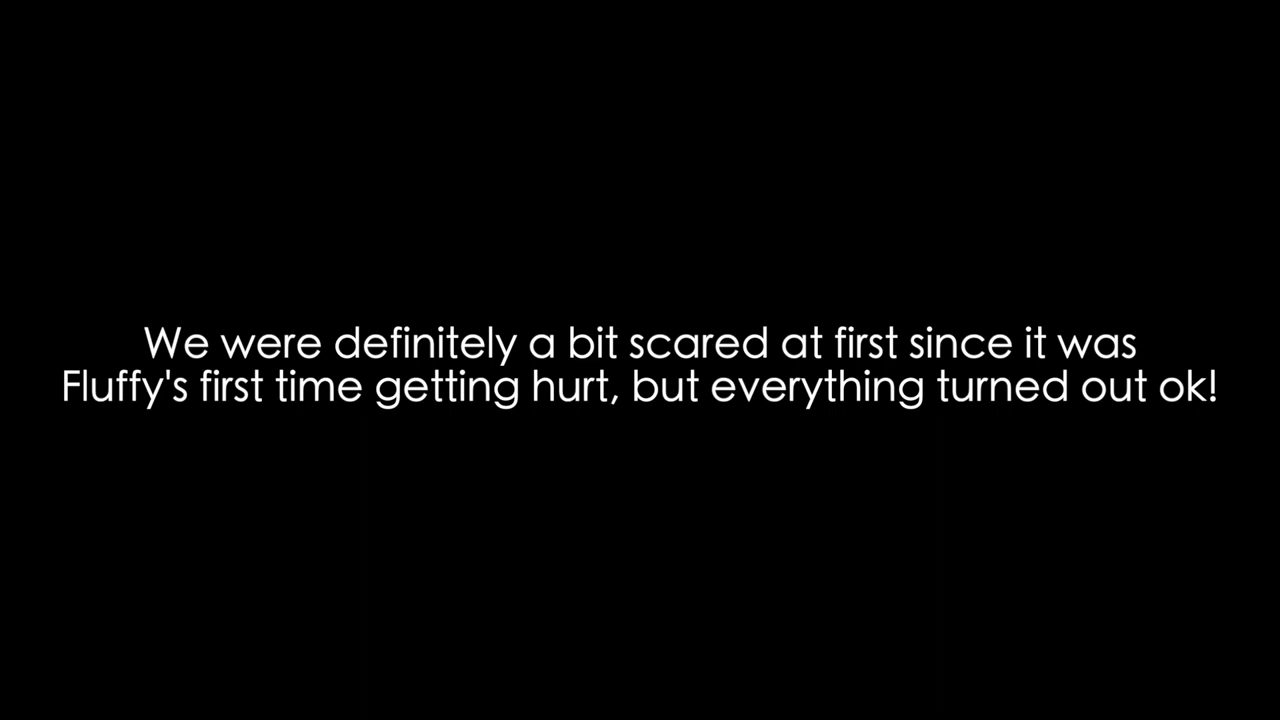 We were definitely a bit scared at first since it was
Fluffy's first time getting hurt, but everything turned out ok!